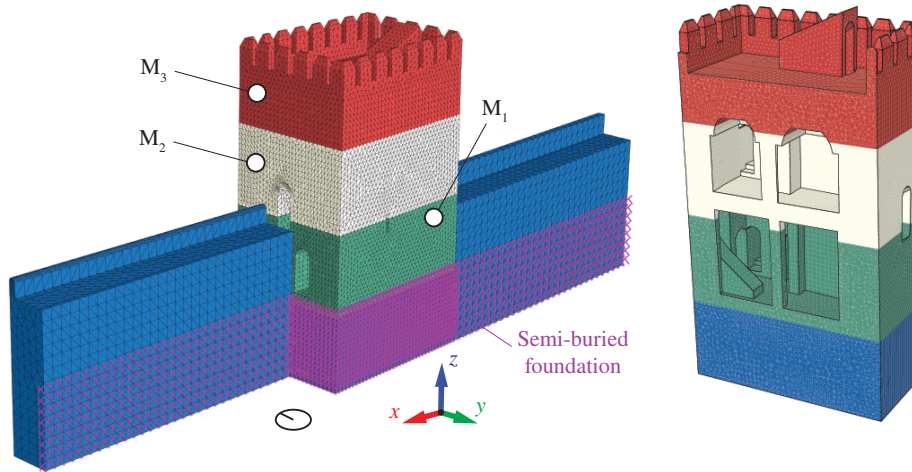 M3
M2
M1
Semi-buried
foundation
z
x
y